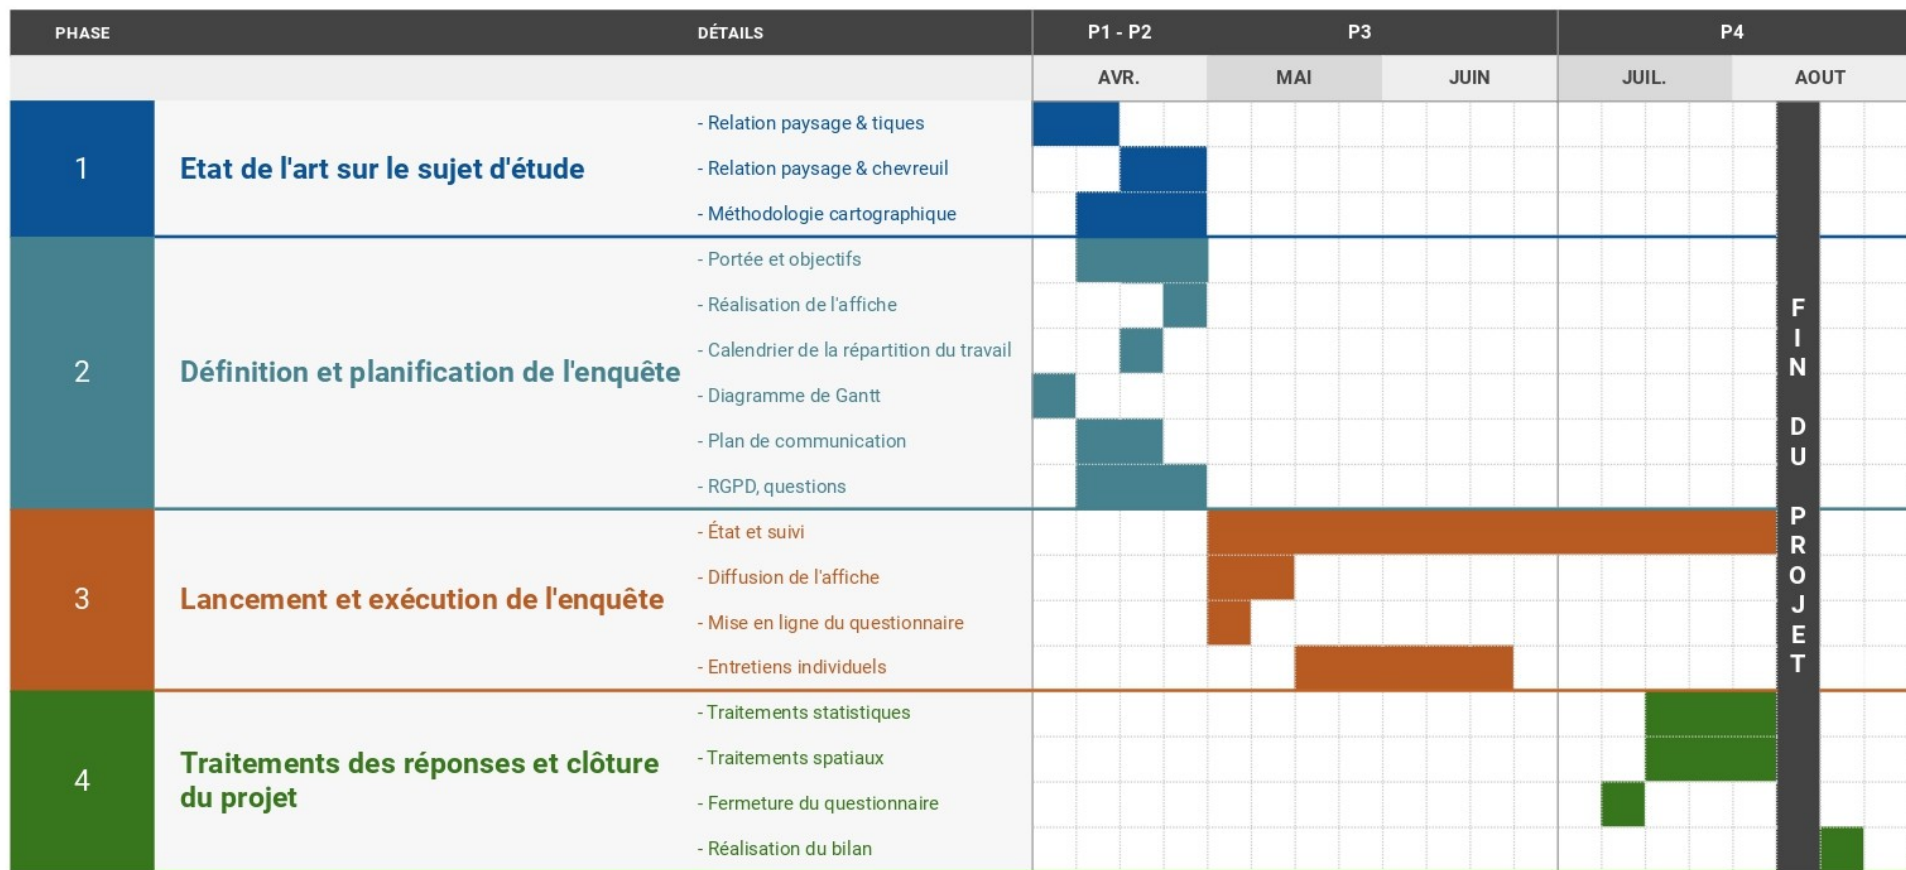 PHASE DÉTAILS P1 - P2 P3 P4
AVR. MAI JUIN JUIL. AOUT
1
Etat de l'art sur le sujet d'étude
- Relation paysage & tiques
- Relation paysage & chevreuil
- Méthodologie cartographique
2
Définition et planification de l'enquête
- Portée et objectifs
- Réalisation de l'affiche
- Calendrier de la répartition du travail
- Diagramme de Gantt
- Plan de communication
- RGPD, questions
3
Lancement et exécution de l'enquête
- État et suivi
- Diffusion de l'affiche
- Mise en ligne du questionnaire
- Entretiens individuels
4
Traitements des réponses et clôture
du projet
- Traitements statistiques
- Traitements spatiaux
- Fermeture du questionnaire
- Réalisation du bilan
FIN DU PROJET